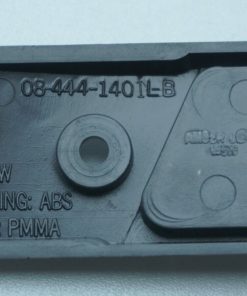 08-444-1401L-B
W
ING: ABS
R PMMA